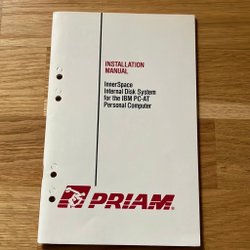 INSTALLATION
MANUAL
InnerSpace
Internal Disk System
for the IBM PC-AT
Personal Computer
PRIAM®